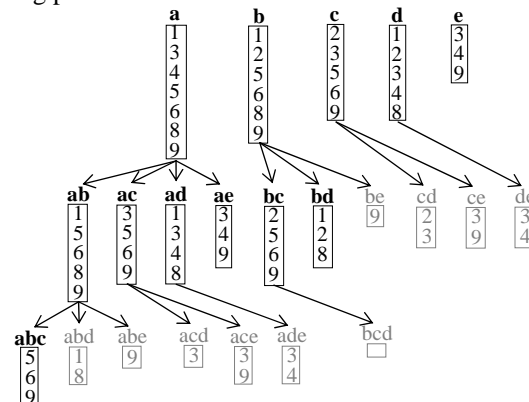 a b c d e
1 1 2 1 3
3 2 3 2 4
4 5 5 3 9
5 6 6 4
6 8 9 8
8 9
9
ab ac ad ae bc bd be cd ce de
1 3 1 3 2 1 9 2 3 3
5 5 3 4 5 2 3 9 4
6 6 4 9 6 8
8 9 8 9
9
abc abd abe acd ace ade bcd
5 1 9 3 3 3
6 8 9 4
9